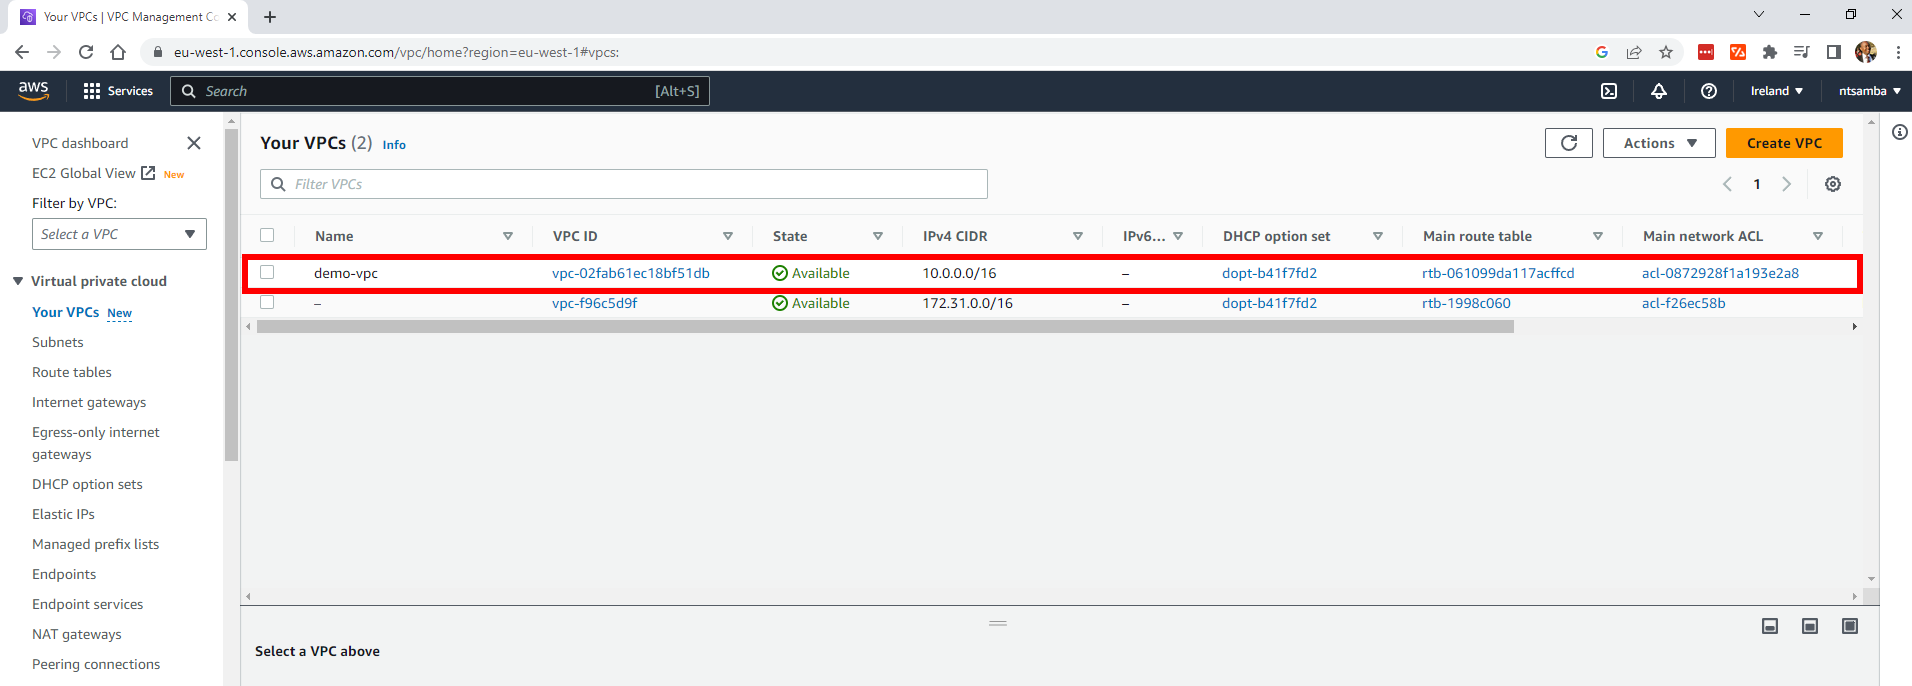 Your VPCs | VPC Management Co
eu-west-1.console.aws.amazon.com/vpc/home?region=eu-west-1#vpcs:
aws Services Search [Alt+S] Ireland ntsamba
VPC dashboard
EC2 Global View New
Filter by VPC:
Select a VPC
Virtual private cloud
Your VPCs New
Subnets
Route tables
Internet gateways
Egress-only internet
gateways
DHCP option sets
Elastic IPs
Managed prefix lists
Endpoints
Endpoint services
NAT gateways
Peering connections
Your VPCs (2) Info
Actions Create VPC
Filter VPCs
1
Name VPC ID State IPv4 CIDR IPv6... DHCP option set Main route table Main network ACL
demo-vpc vpc-02fab61ec18bf51db Available 10.0.0.0/16 – dopt-b41f7fd2 rtb-061099da117acffcd acl-0872928f1a193e2a8
– vpc-f96c5d9f Available 172.31.0.0/16 – dopt-b41f7fd2 rtb-1998c060 acl-f26ec58b
Select a VPC above